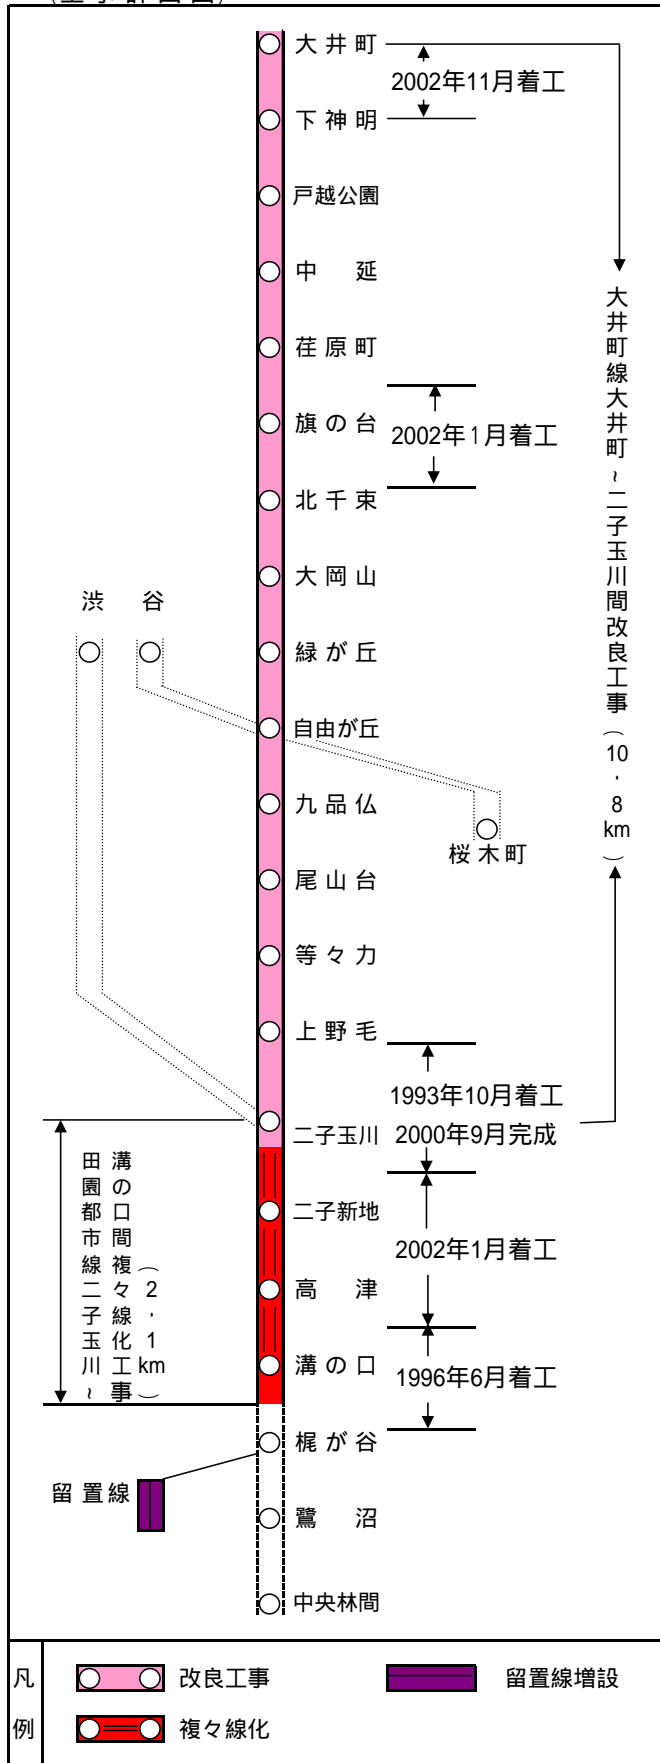 大井町
2002年11月着工
下神明
戸越公園
中延
荏原町
旗の台
2002年1月着工
北千束
大岡山
渋谷
緑が丘
自由が丘
九品仏
桜木町
尾山台
等々力
上野毛
大井町線大井町~二子玉川間改良工事(10.8km)
1993年10月着工
二子玉川
2000年9月完成
田園都市線二子玉川~
溝の口間複々線化工事
(2.1km)
二子新地
2002年1月着工
高津
溝の口
1996年6月着工
梶が谷
留置線
鷺沼
中央林間
凡例
改良工事
留置線増設
複々線化